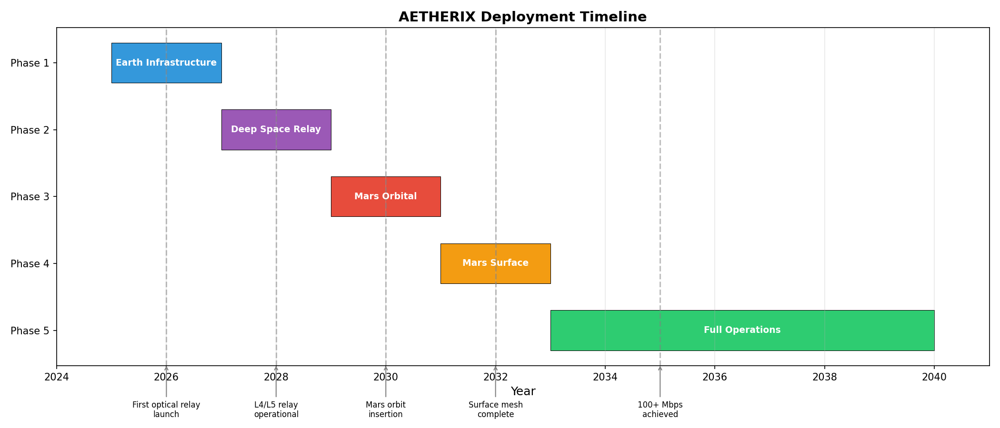 AETHERIX Deployment Timeline
Phase 1
Earth Infrastructure
Phase 2
Deep Space Relay
Phase 3
Mars Orbital
Phase 4
Mars Surface
Phase 5
Full Operations
2024
2026
2028
2030
2032
2034
2036
2038
2040
Year
First optical relay
launch
L4/L5 relay
operational
Mars orbit
insertion
Surface mesh
complete
100+ Mbps
achieved